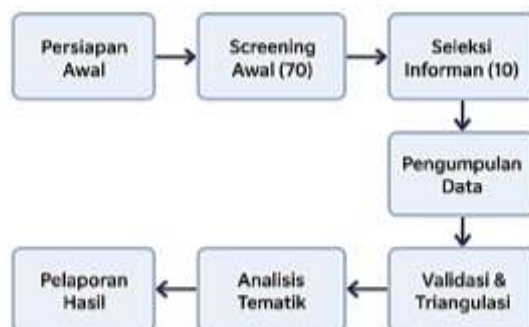 Persiapan
Awal
Screening
Awal (70)
Seleksi
Informan (10)
Pengumpulan
Data
Validasi &
Triangulasi
Analisis
Tematik
Pelaporan
Hasil